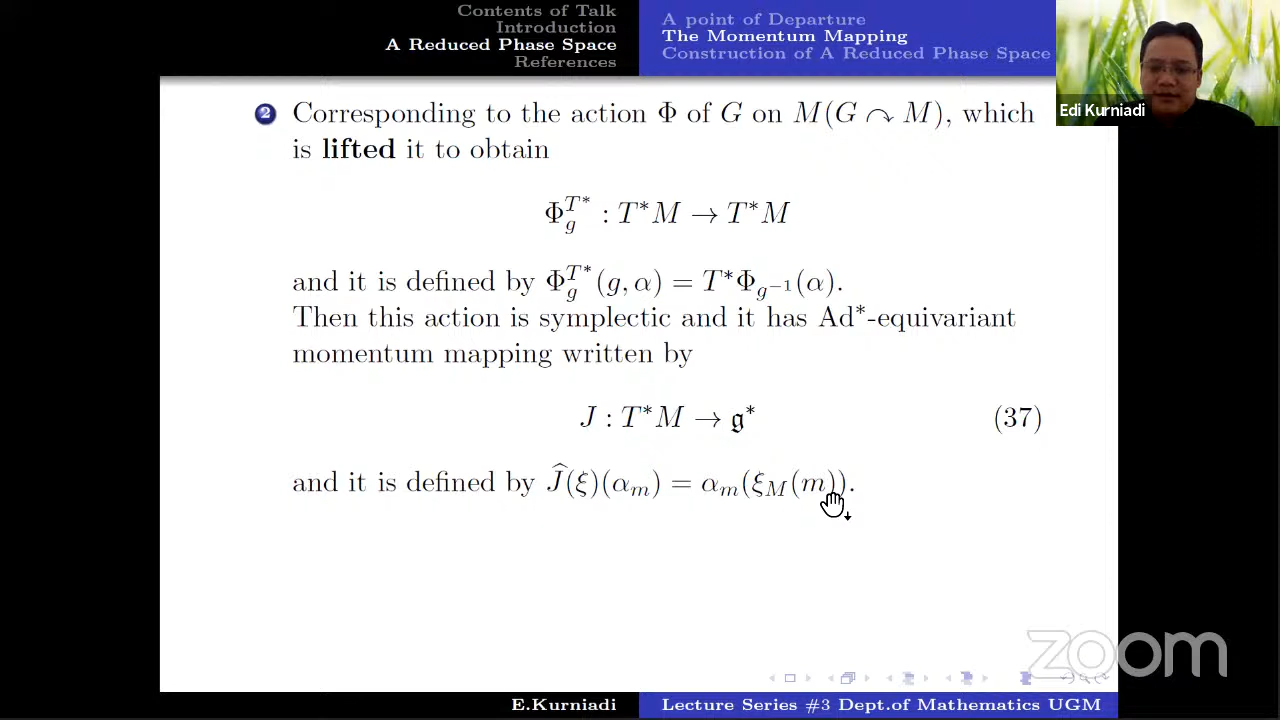 Contents of Talk
Introduction
A Reduced Phase Space
References
A point of Departure
The Momentum Mapping
Construction of A Reduced Phase Space
Edi Kurniadi
2 Corresponding to the action Φ of G on M(G ↷ M), which
is lifted it to obtain
Φ_g^{T*} : T*M → T*M
and it is defined by Φ_g^{T*}(g, α) = T*Φ_{g⁻¹}(α).
Then this action is symplectic and it has Ad*-equivariant
momentum mapping written by
J : T*M → 𝔤* (37)
and it is defined by Ĵ(ξ)(α_m) = α_m(ξ_M(m)).
zoom
E.Kurniadi
Lecture Series #3 Dept.of Mathematics UGM